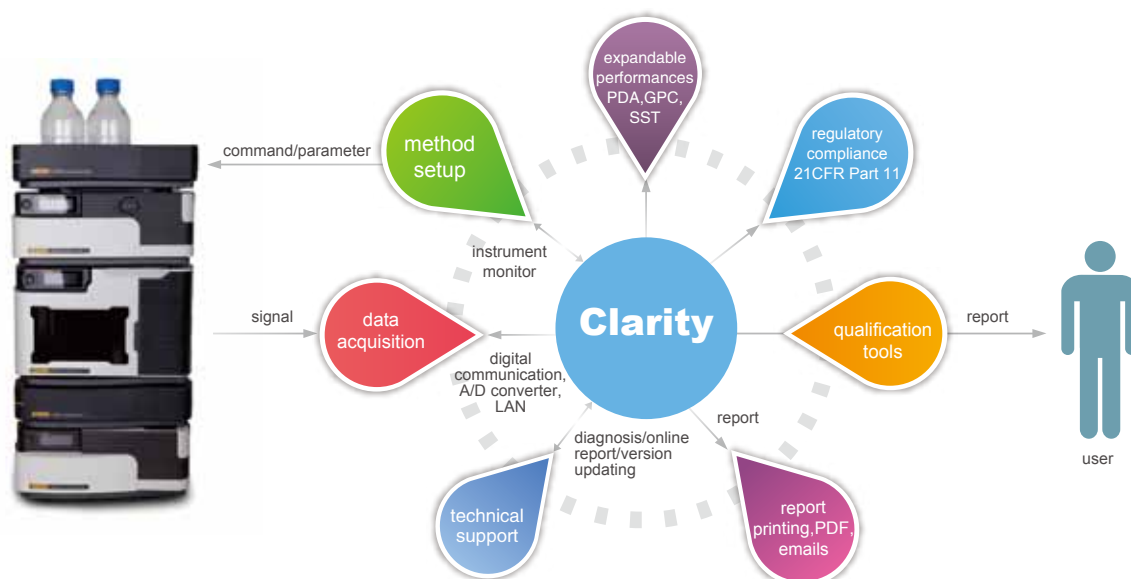 expandable
performances
PDA,GPC,
SST
regulatory
compliance
21CFR Part 11
command/parameter
method
setup
instrument
monitor
Clarity
signal
data
acquisition
digital
communication,
A/D converter,
LAN
qualification
tools
report
user
report
diagnosis/online
report/version
updating
technical
support
report
printing,PDF,
emails